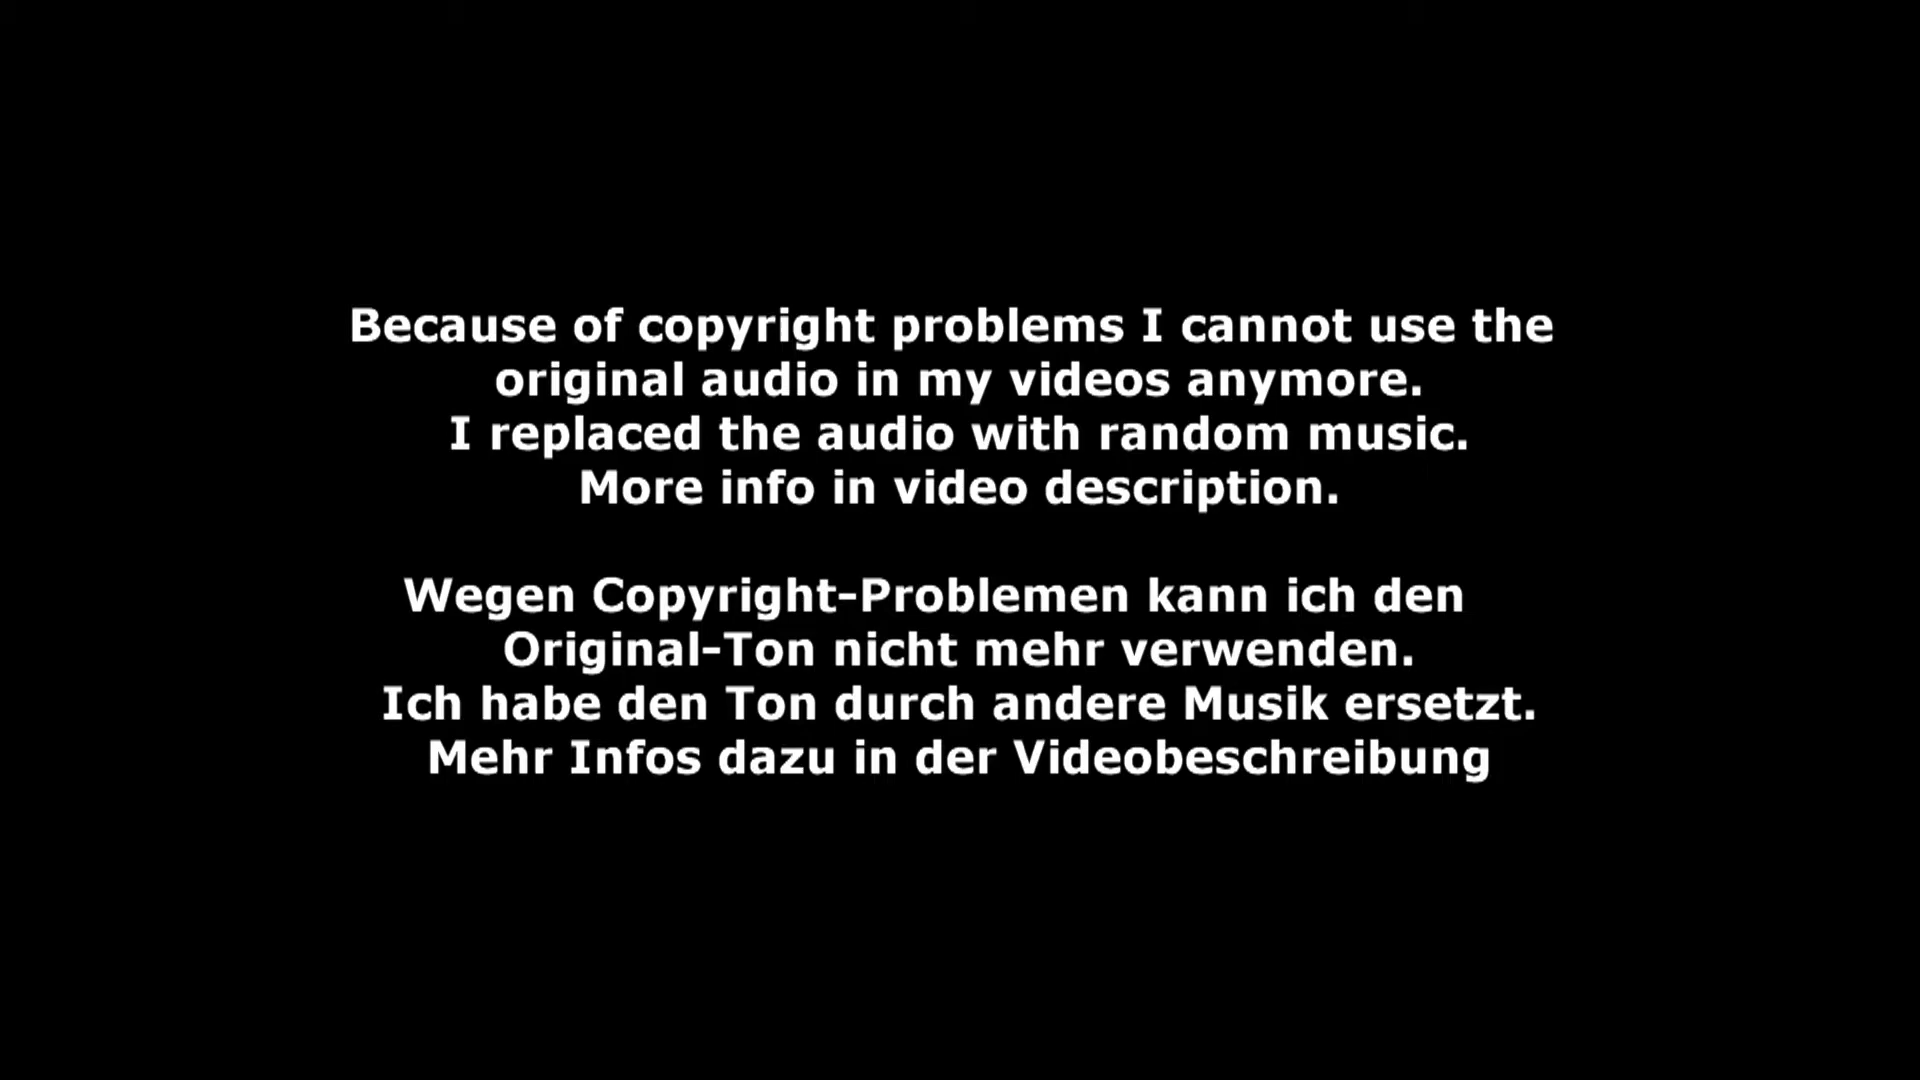 Because of copyright problems I cannot use the
original audio in my videos anymore.
I replaced the audio with random music.
More info in video description.
Wegen Copyright-Problemen kann ich den
Original-Ton nicht mehr verwenden.
Ich habe den Ton durch andere Musik ersetzt.
Mehr Infos dazu in der Videobeschreibung